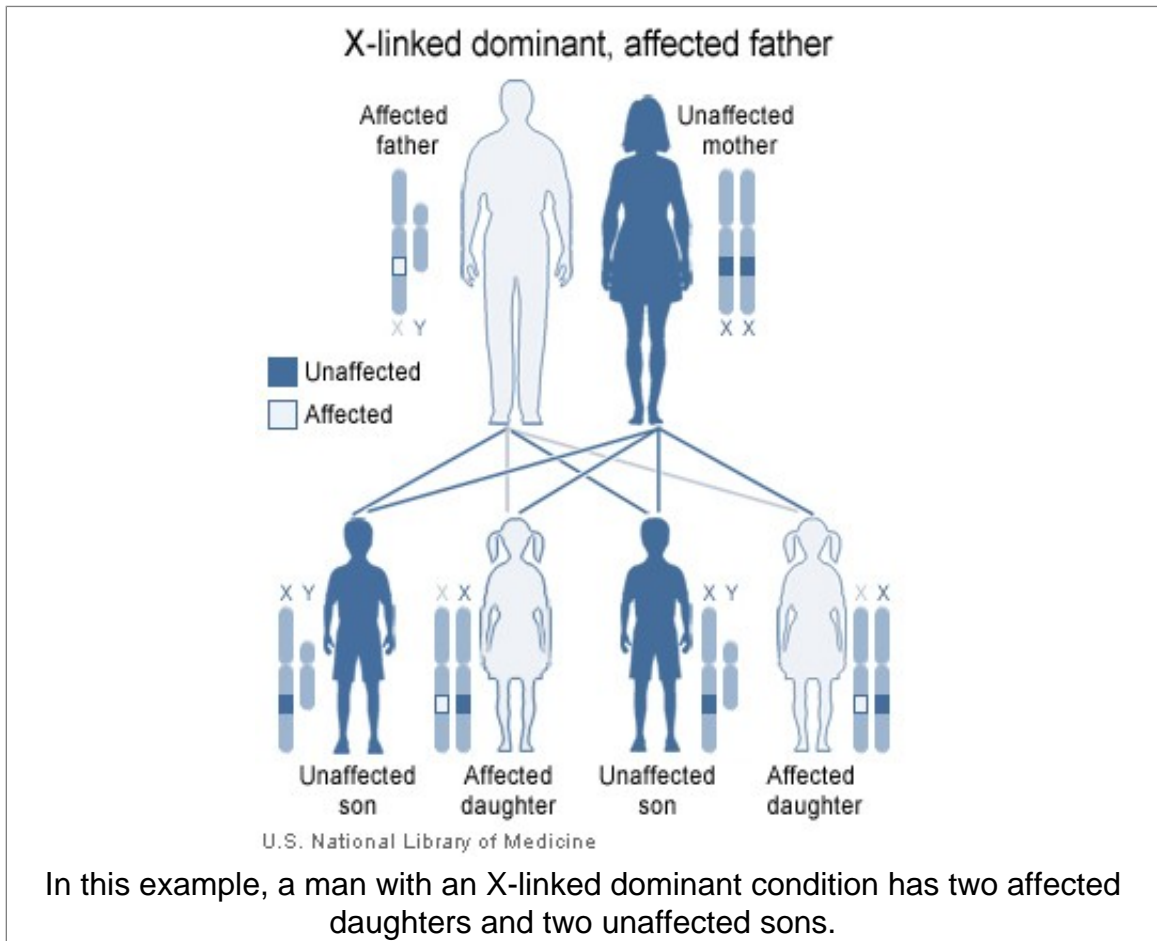 X-linked dominant, affected father
Affected
father
Unaffected
mother
X Y
X X
Unaffected
Affected
X Y
X X
X Y
X X
Unaffected
son
Affected
daughter
Unaffected
son
Affected
daughter
U.S. National Library of Medicine
In this example, a man with an X-linked dominant condition has two affected
daughters and two unaffected sons.